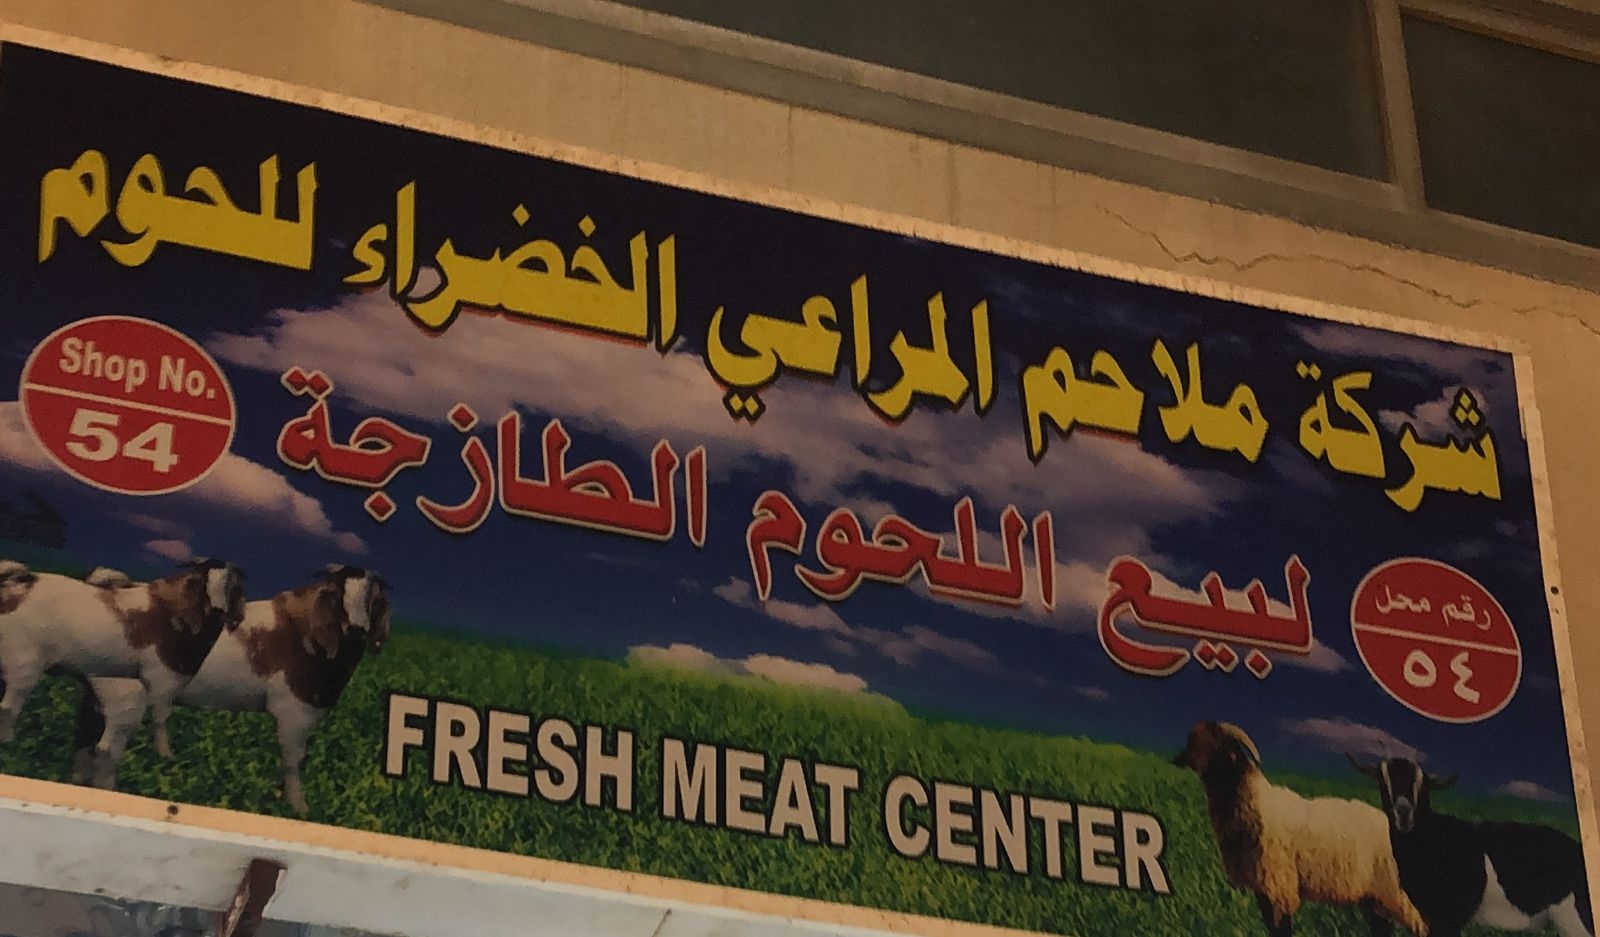 شركة ملاحم المراعي الخضراء للحوم
لبيع اللحوم الطازجة
رقم محل
٥٤
Shop No.
54
FRESH MEAT CENTER